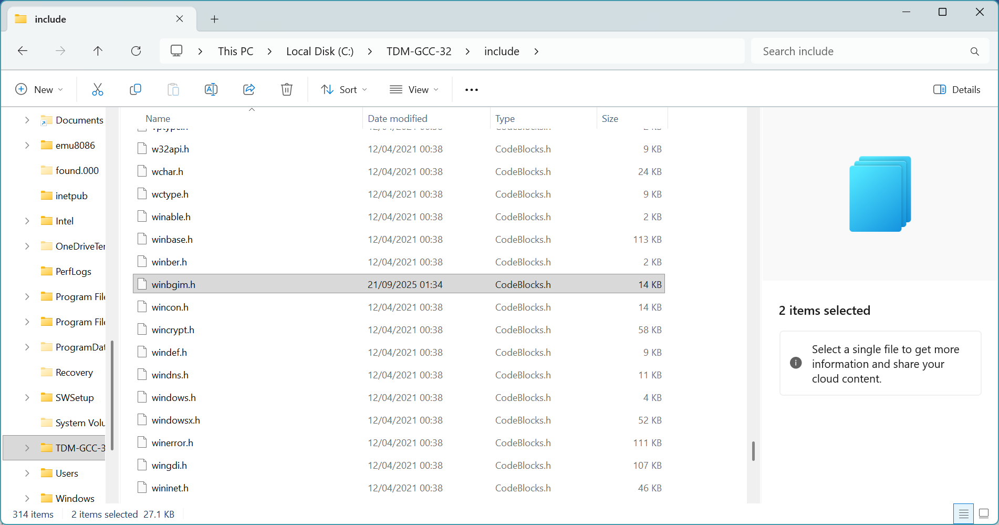 include
This PC
Local Disk (C:)
TDM-GCC-32
include
Search include
New
Sort
View
Details
Documents
emu8086
found.000
inetpub
Intel
OneDriveTer
PerfLogs
Program File
Program File
ProgramDat
Recovery
SWSetup
System Volu
TDM-GCC-3
Users
Windows
Name Date modified Type Size
w32api.h 12/04/2021 00:38 CodeBlocks.h 9 KB
wchar.h 12/04/2021 00:38 CodeBlocks.h 24 KB
wctype.h 12/04/2021 00:38 CodeBlocks.h 9 KB
winable.h 12/04/2021 00:38 CodeBlocks.h 2 KB
winbase.h 12/04/2021 00:38 CodeBlocks.h 113 KB
winber.h 12/04/2021 00:38 CodeBlocks.h 2 KB
winbgim.h 21/09/2025 01:34 CodeBlocks.h 14 KB
wincon.h 12/04/2021 00:38 CodeBlocks.h 14 KB
wincrypt.h 12/04/2021 00:38 CodeBlocks.h 58 KB
windef.h 12/04/2021 00:38 CodeBlocks.h 9 KB
windns.h 12/04/2021 00:38 CodeBlocks.h 11 KB
windows.h 12/04/2021 00:38 CodeBlocks.h 4 KB
windowsx.h 12/04/2021 00:38 CodeBlocks.h 52 KB
winerror.h 12/04/2021 00:38 CodeBlocks.h 111 KB
wingdi.h 12/04/2021 00:38 CodeBlocks.h 107 KB
wininet.h 12/04/2021 00:38 CodeBlocks.h 46 KB
2 items selected
Select a single file to get more
information and share your
cloud content.
314 items 2 items selected 27.1 KB